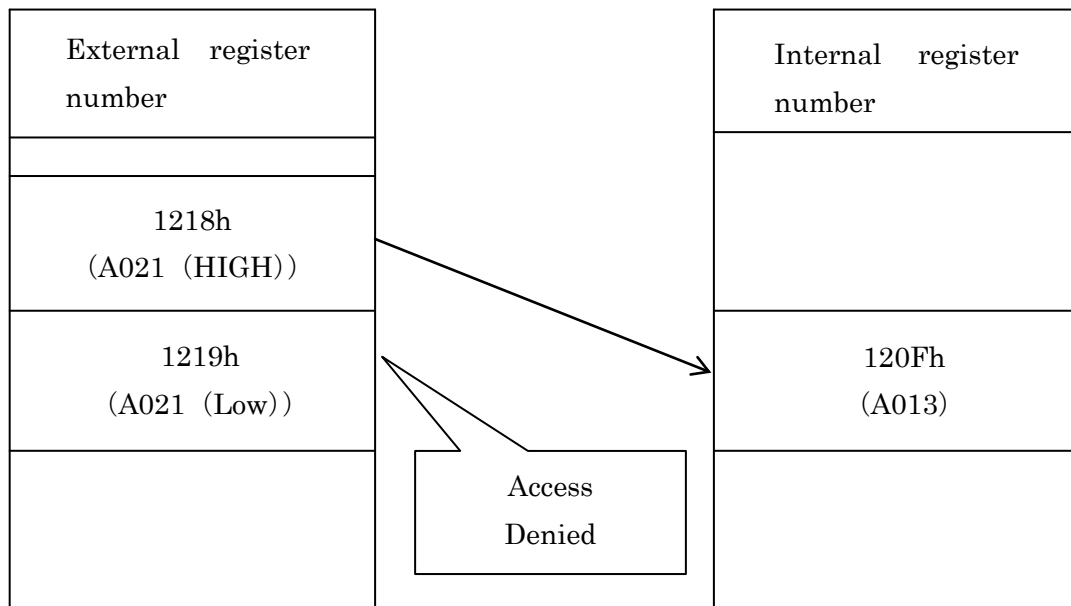 External register
number
1218h
(A021 (HIGH))
1219h
(A021 (Low))
Access
Denied
Internal register
number
120Fh
(A013)